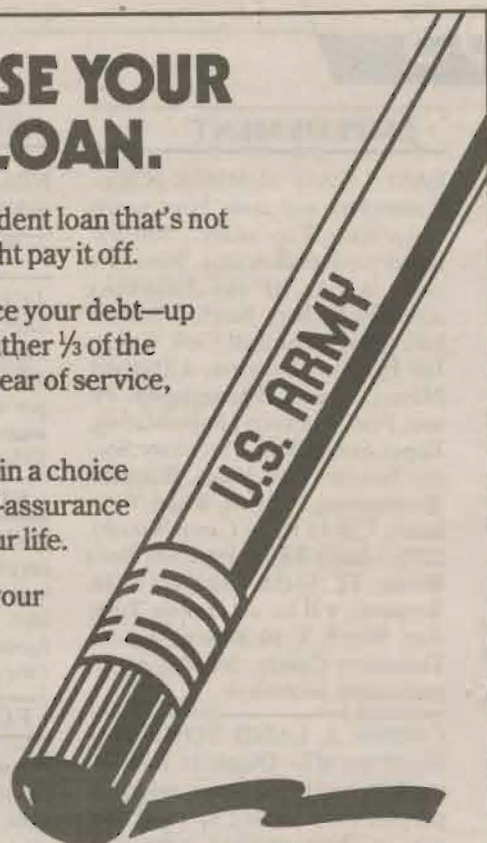 SE YOUR
LOAN.
dent loan that's not
ht pay it off.
ce your debt—up
ther ⅓ of the
ear of service,
in a choice
-assurance
ur life.
your
U.S. ARMY